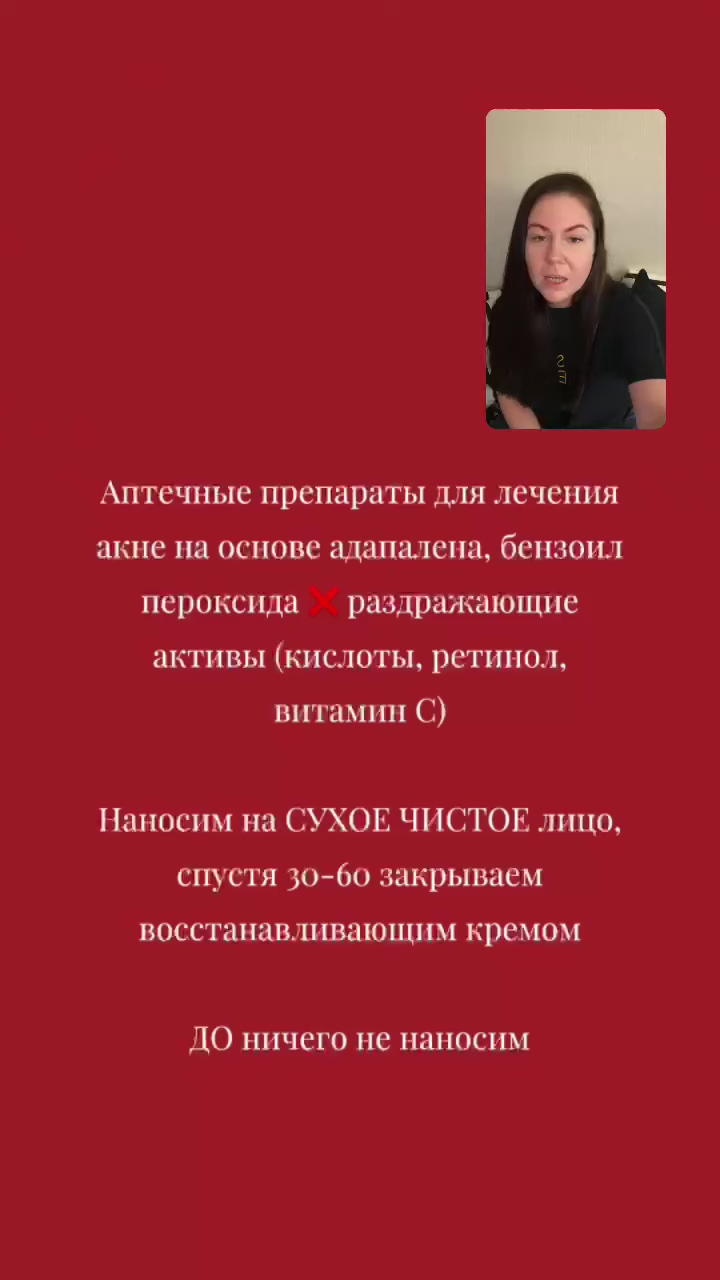 Аптечные препараты для лечения
акне на основе адапалена, бензоил
пероксида ❌ раздражающие
активы (кислоты, ретинол,
витамин С)
Наносим на СУХОЕ ЧИСТОЕ лицо,
спустя 30-60 закрываем
восстанавливающим кремом
ДО ничего не наносим